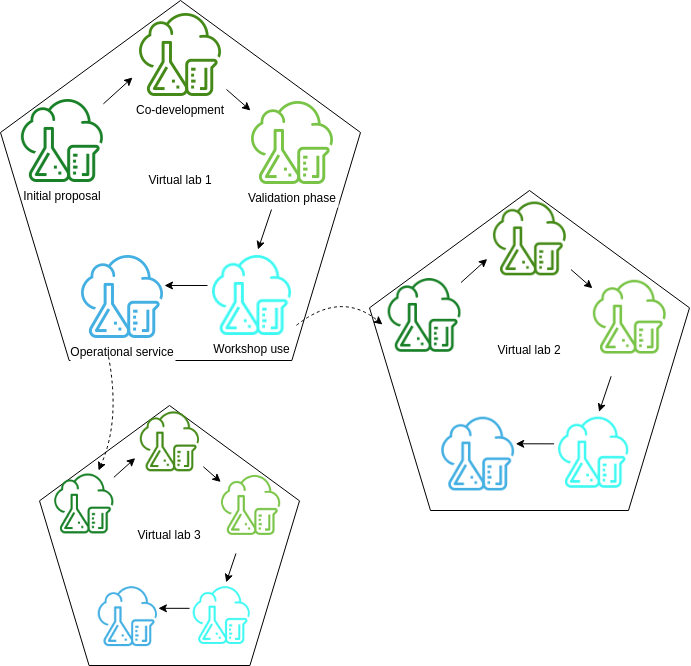 Co-development
Initial proposal
Virtual lab 1
Validation phase
Operational service
Workshop use
Virtual lab 2
Virtual lab 3